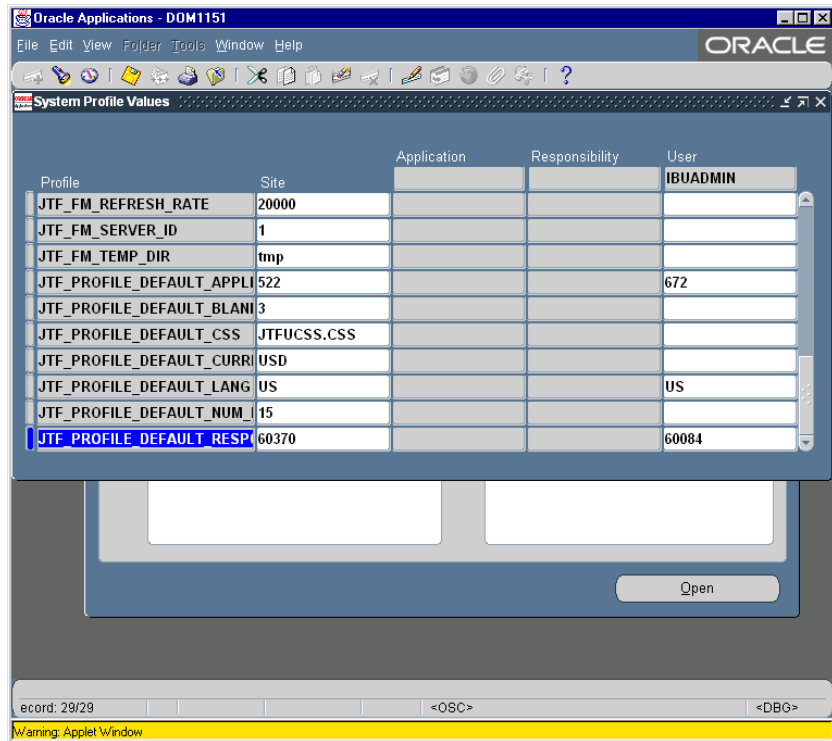 Oracle Applications - DOM1151
File Edit View Folder Tools Window Help
ORACLE
System Profile Values
Application Responsibility User
Profile Site IBUADMIN
JTF_FM_REFRESH_RATE 20000
JTF_FM_SERVER_ID 1
JTF_FM_TEMP_DIR tmp
JTF_PROFILE_DEFAULT_APPLI 522 672
JTF_PROFILE_DEFAULT_BLAN 3
JTF_PROFILE_DEFAULT_CSS JTFUCSS.CSS
JTF_PROFILE_DEFAULT_CURR USD
JTF_PROFILE_DEFAULT_LANG US US
JTF_PROFILE_DEFAULT_NUM_ 15
JTF_PROFILE_DEFAULT_RESP 60370 60084
Open
ecord: 29/29 <OSC> <DBG>
Warning: Applet Window